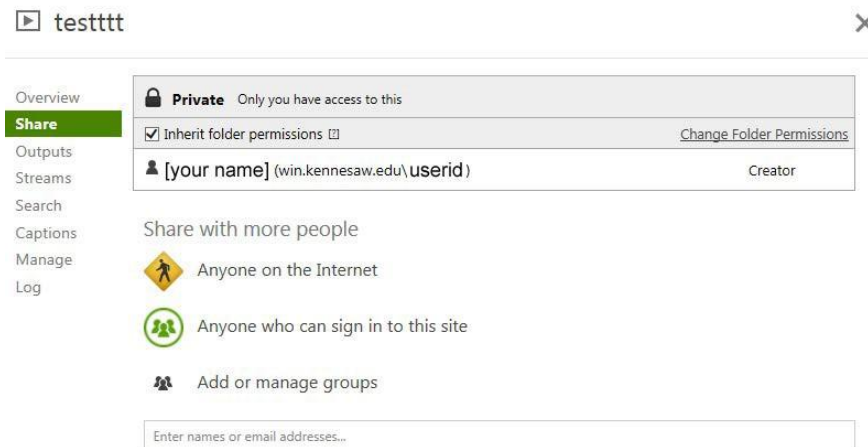 testttt
Overview
Share
Outputs
Streams
Search
Captions
Manage
Log
Private Only you have access to this
Inherit folder permissions [?] Change Folder Permissions
[your name] (win.kennesaw.edu\userid) Creator
Share with more people
Anyone on the Internet
Anyone who can sign in to this site
Add or manage groups
Enter names or email addresses...